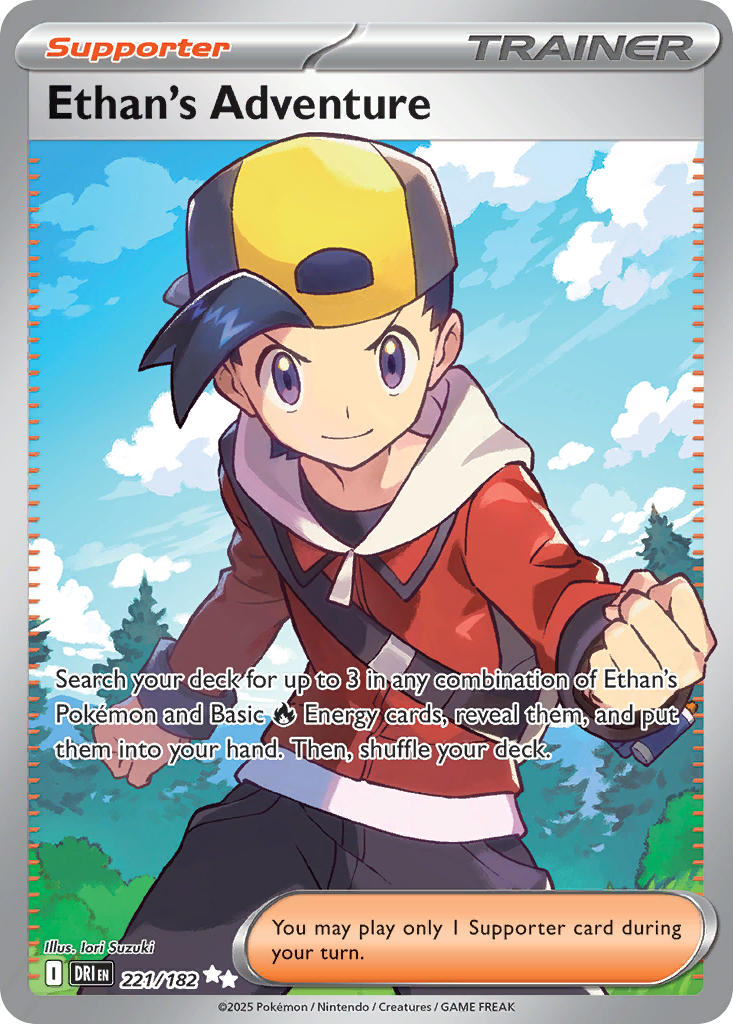 Supporter
TRAINER
Ethan's Adventure
Search your deck for up to 3 in any combination of Ethan's
Pokémon and Basic Energy cards, reveal them, and put
them into your hand. Then, shuffle your deck.
You may play only 1 Supporter card during
your turn.
Illus. Iori Suzuki
I DRI EN 221/182
©2025 Pokémon / Nintendo / Creatures / GAME FREAK